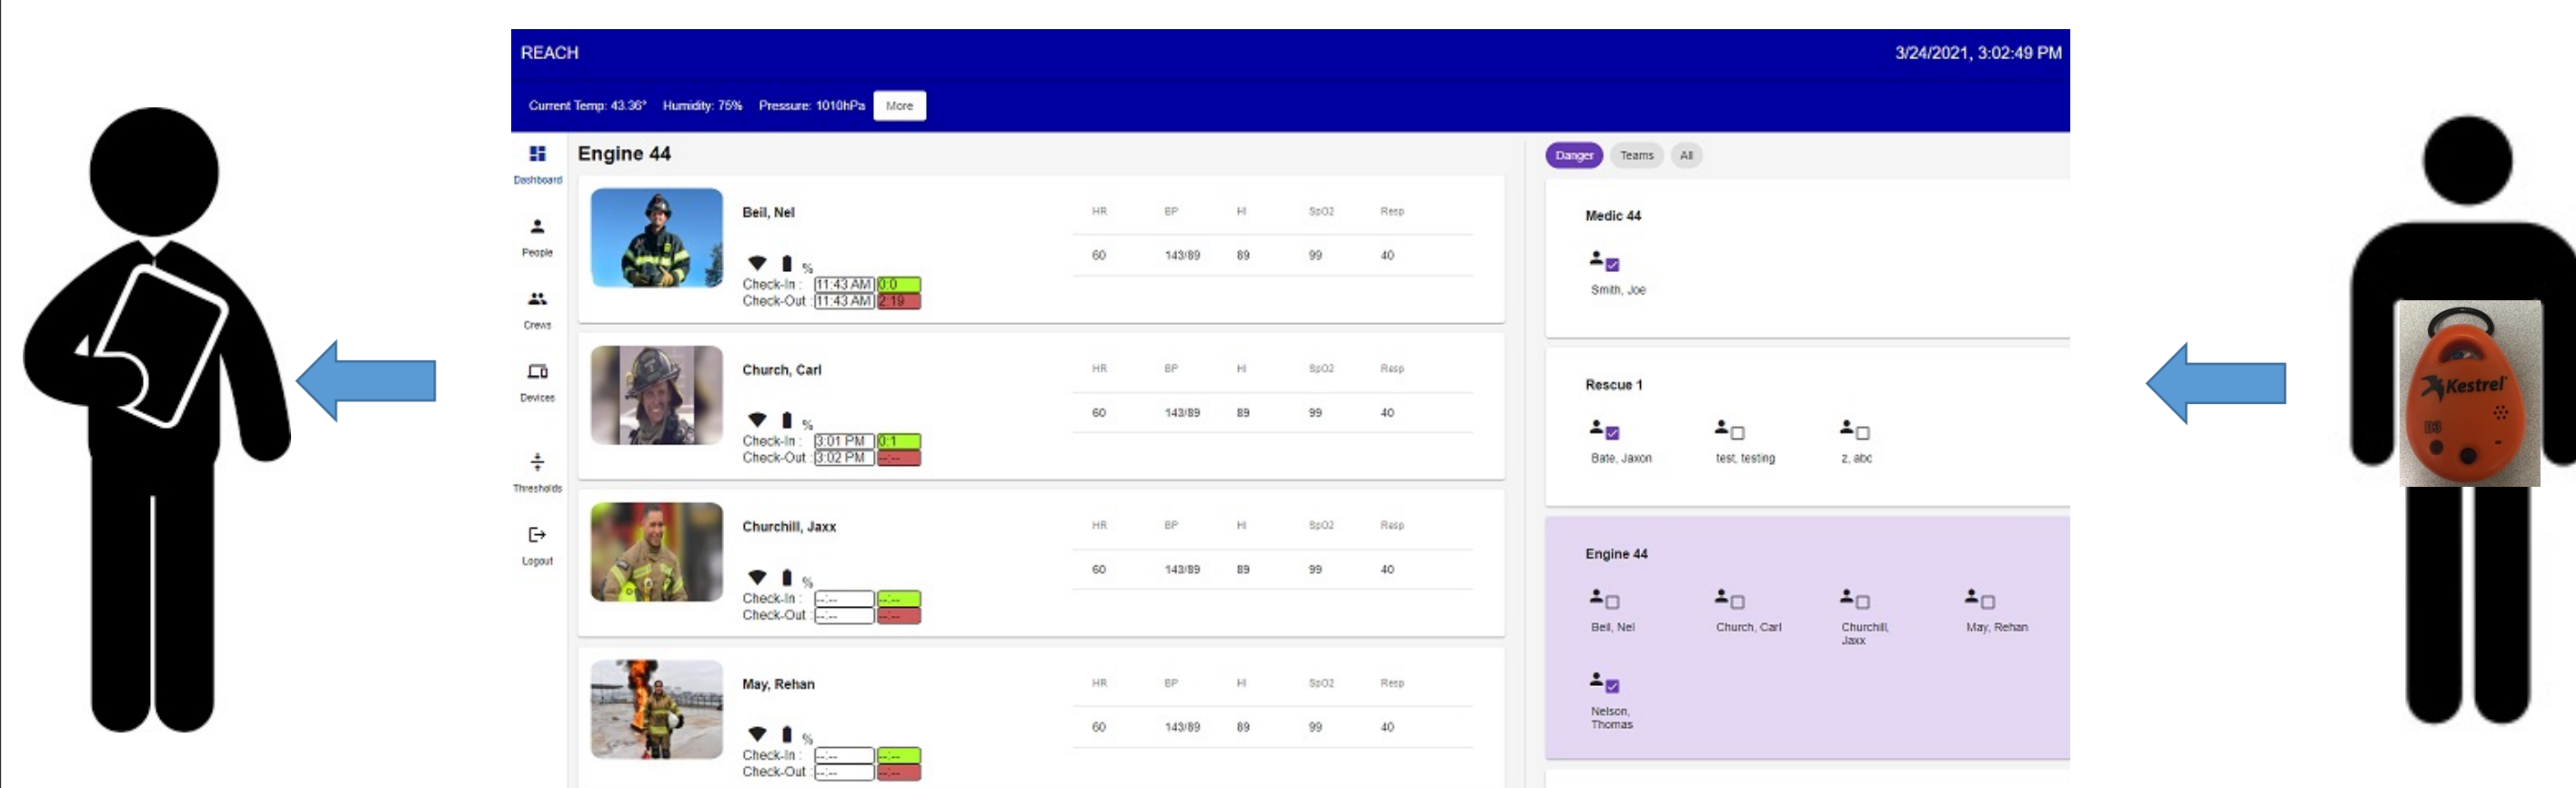 REACH
3/24/2021, 3:02:49 PM
Current Temp: 43.36° Humidity: 75% Pressure: 1010hPa More
Dashboard
People
Crews
Devices
Thresholds
Logout
Engine 44
Beil, Nel
HR BP HI SpO2 Resp
60 143/89 89 99 40
%
Check-In : 11:43 AM 0:0
Check-Out : 11:43 AM 2:19
Church, Carl
HR BP HI SpO2 Resp
60 143/89 89 99 40
%
Check-In : 3:01 PM 0:1
Check-Out : 3:02 PM --:--
Churchill, Jaxx
HR BP HI SpO2 Resp
60 143/89 89 99 40
%
Check-In : --:-- --:--
Check-Out : --:-- --:--
May, Rehan
HR BP HI SpO2 Resp
60 143/89 89 99 40
%
Check-In : --:-- --:--
Check-Out : --:-- --:--
Danger Teams All
Medic 44
Smith, Joe
Rescue 1
Bate, Jaxon test, testing z, abc
Engine 44
Beil, Nel Church, Carl Churchill, May, Rehan
Jaxx
Nelson,
Thomas
Kestrel
D3